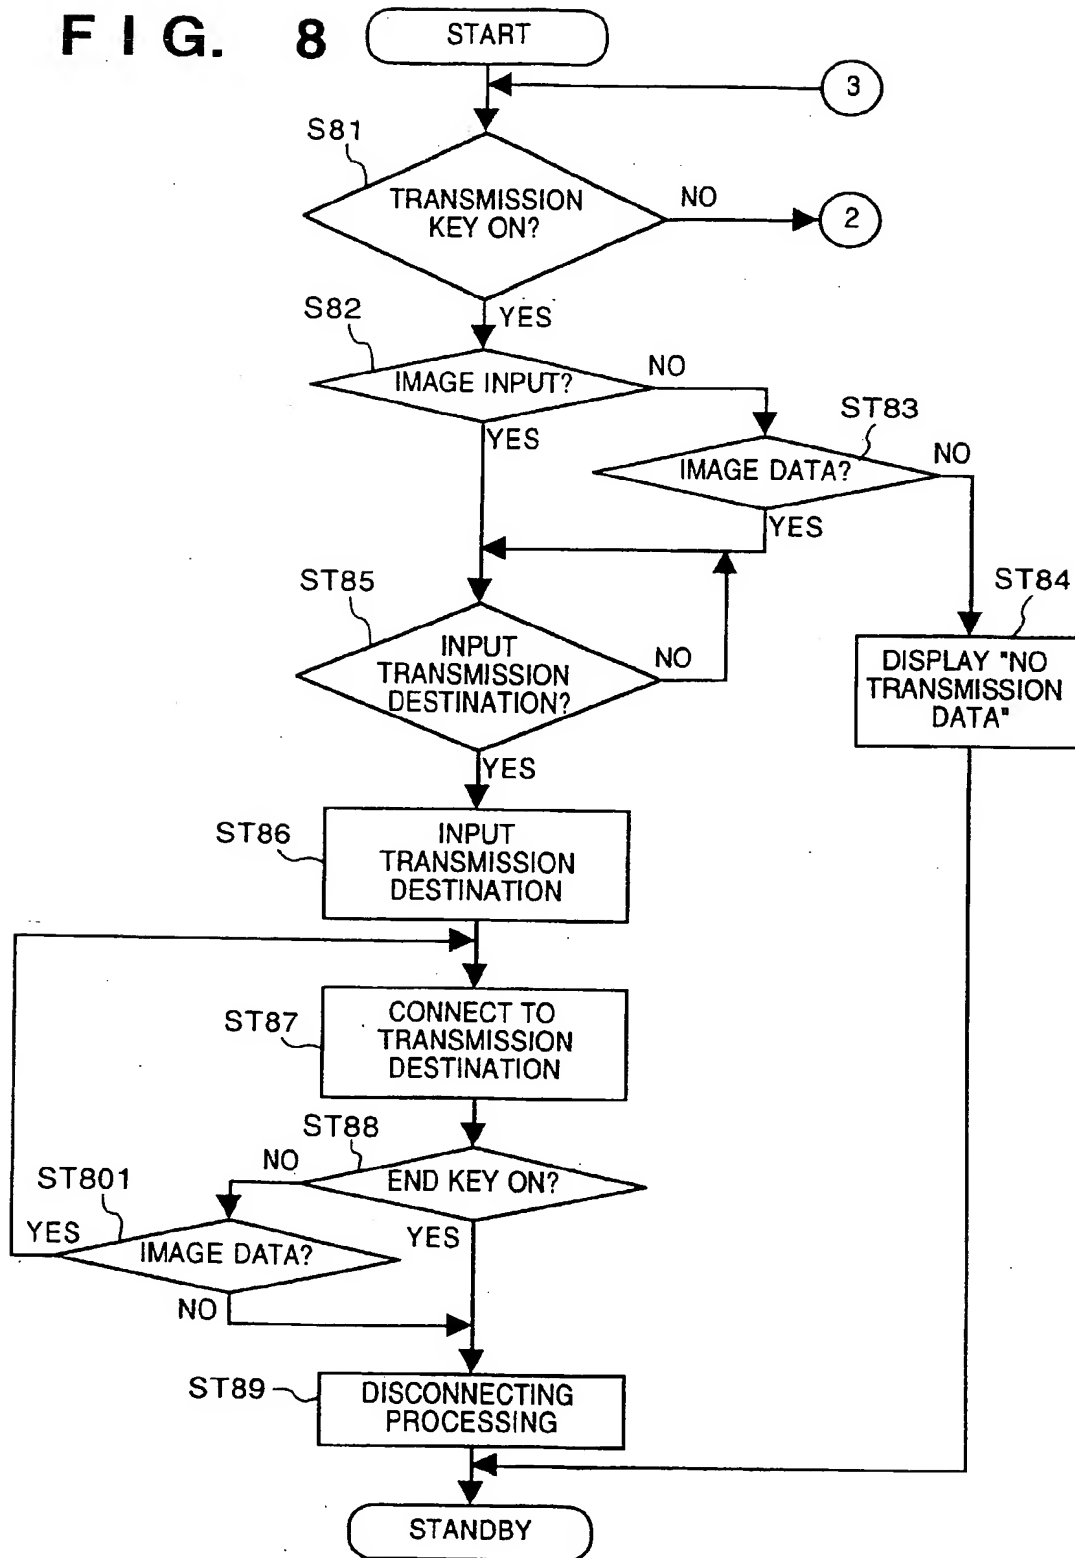 FIG. 8
START
3
S81
TRANSMISSION
KEY ON?
NO
2
YES
S82
IMAGE INPUT?
NO
YES
ST83
IMAGE DATA?
NO
YES
ST84
DISPLAY "NO
TRANSMISSION
DATA"
ST85
INPUT
TRANSMISSION
DESTINATION?
NO
YES
ST86
INPUT
TRANSMISSION
DESTINATION
ST87
CONNECT TO
TRANSMISSION
DESTINATION
ST88
END KEY ON?
NO
YES
ST801
IMAGE DATA?
YES
NO
ST89
DISCONNECTING
PROCESSING
STANDBY